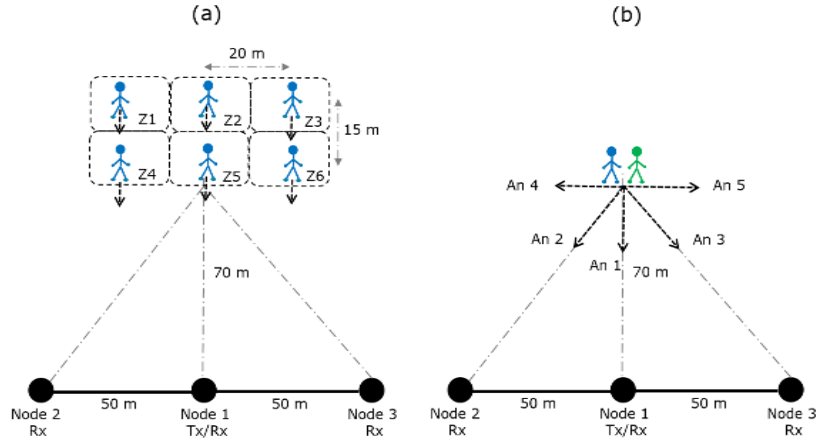 (a)
20 m
Z1
Z2
Z3
15 m
Z4
Z5
Z6
70 m
50 m
50 m
Node 2
Rx
Node 1
Tx/Rx
Node 3
Rx
(b)
An 4
An 5
An 2
An 3
An 1
70 m
50 m
50 m
Node 2
Rx
Node 1
Tx/Rx
Node 3
Rx